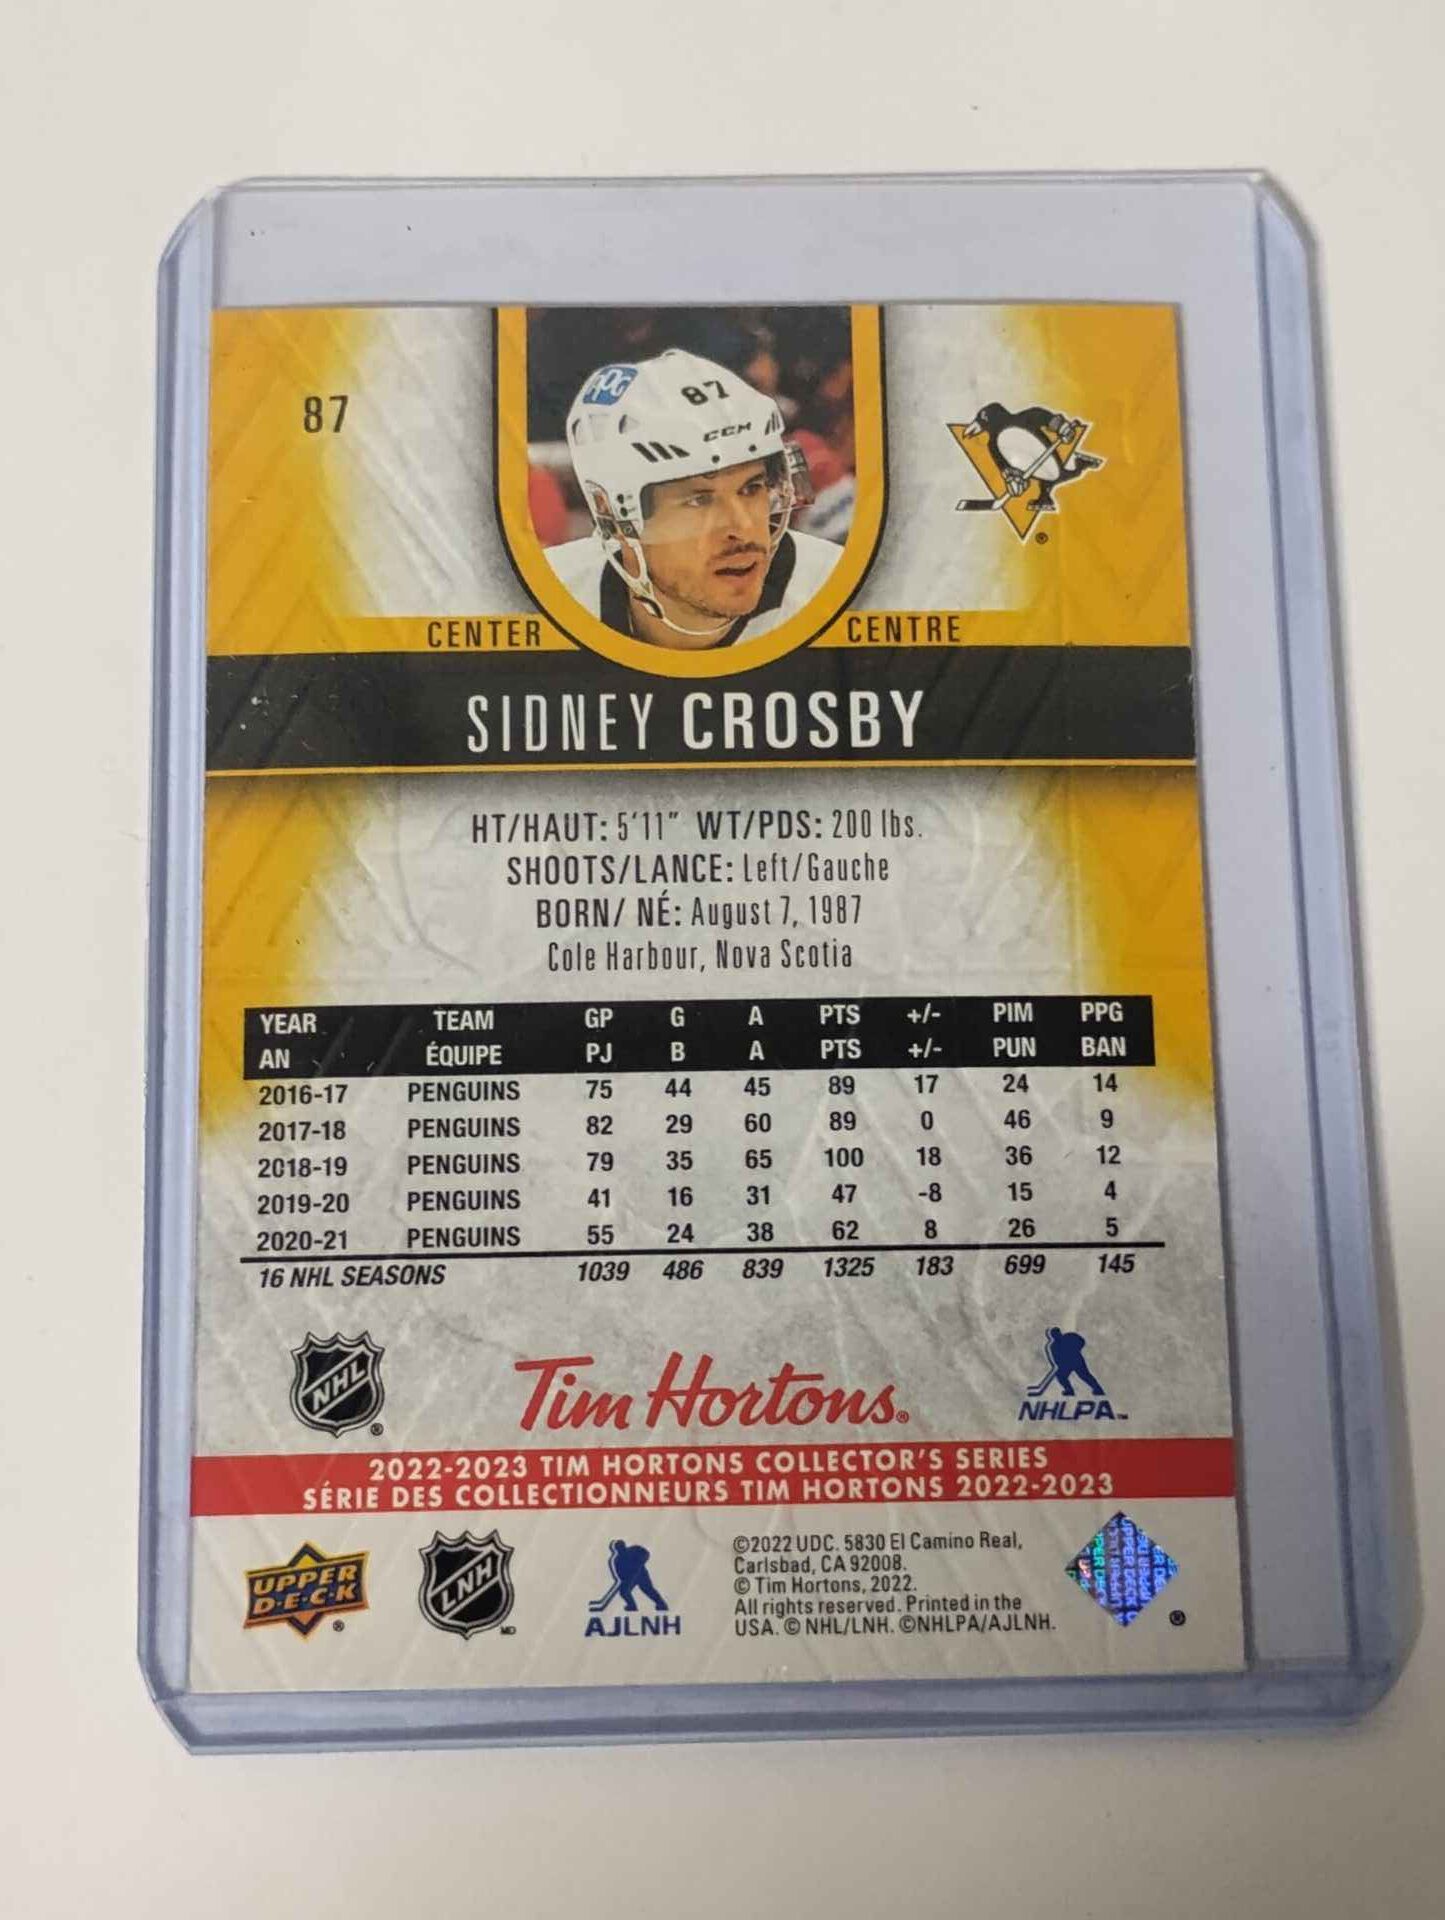 87
PPG
87
CCM
CENTER
CENTRE
SIDNEY CROSBY
HT/HAUT: 5'11" WT/PDS: 200 lbs.
SHOOTS/LANCE: Left/Gauche
BORN/ NÉ: August 7, 1987
Cole Harbour, Nova Scotia
YEAR TEAM GP G A PTS +/- PIM PPG
AN ÉQUIPE PJ B A PTS +/- PUN BAN
2016-17 PENGUINS 75 44 45 89 17 24 14
2017-18 PENGUINS 82 29 60 89 0 46 9
2018-19 PENGUINS 79 35 65 100 18 36 12
2019-20 PENGUINS 41 16 31 47 -8 15 4
2020-21 PENGUINS 55 24 38 62 8 26 5
16 NHL SEASONS 1039 486 839 1325 183 699 145
NHL ®
Tim Hortons®
NHLPA™
2022-2023 TIM HORTONS COLLECTOR'S SERIES
SÉRIE DES COLLECTIONNEURS TIM HORTONS 2022-2023
UPPER
D·E·C·K ®
LNH MD
AJLNH
©2022 UDC. 5830 El Camino Real,
Carlsbad, CA 92008.
© Tim Hortons, 2022.
All rights reserved. Printed in the
USA. © NHL/LNH. ©NHLPA/AJLNH.
UPPER DECK
®